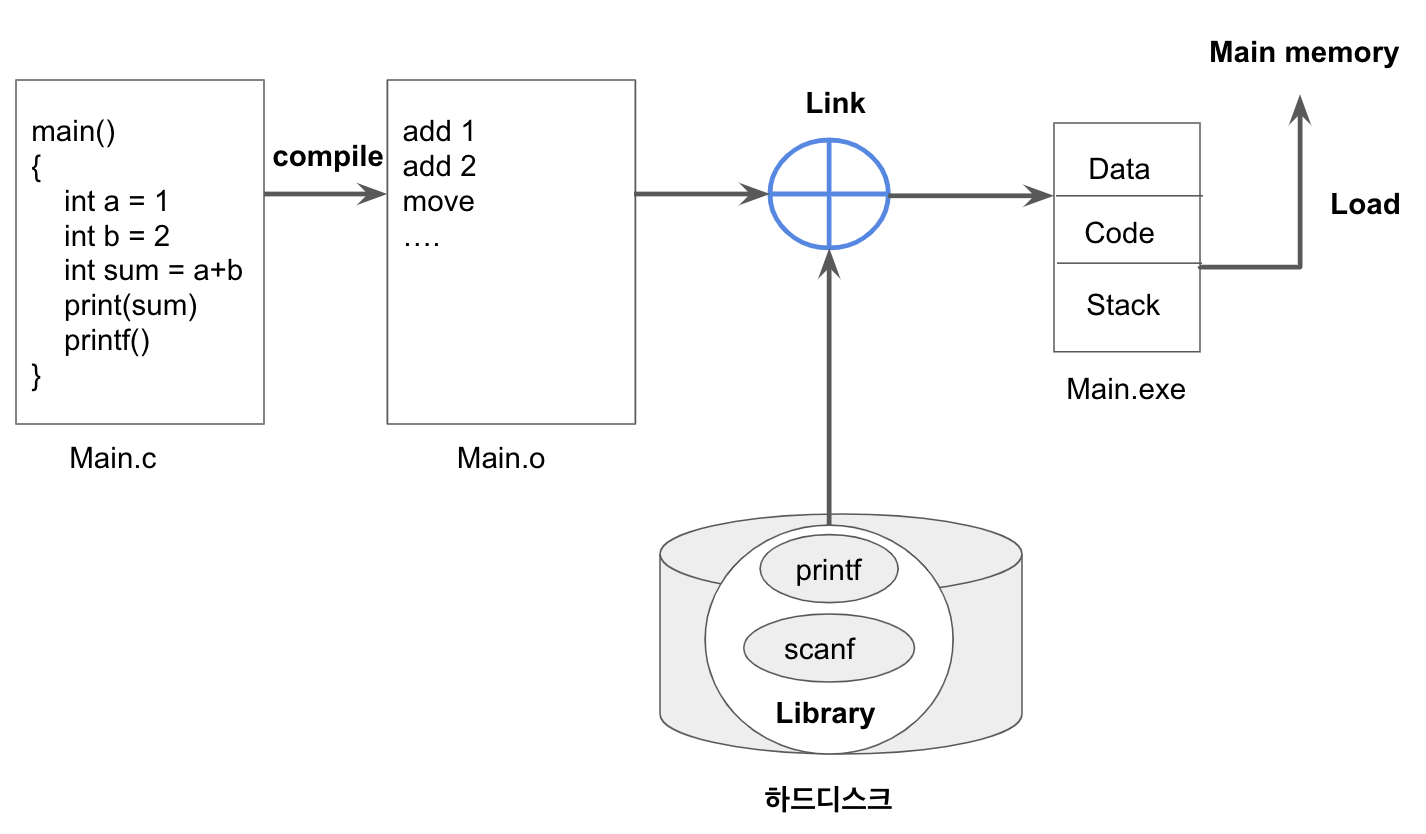 Main memory
Link
main()
{
int a = 1
int b = 2
int sum = a+b
print(sum)
printf()
}
compile
add 1
add 2
move
....
Data
Code
Stack
Load
Main.exe
Main.c
Main.o
printf
scanf
Library
하드디스크